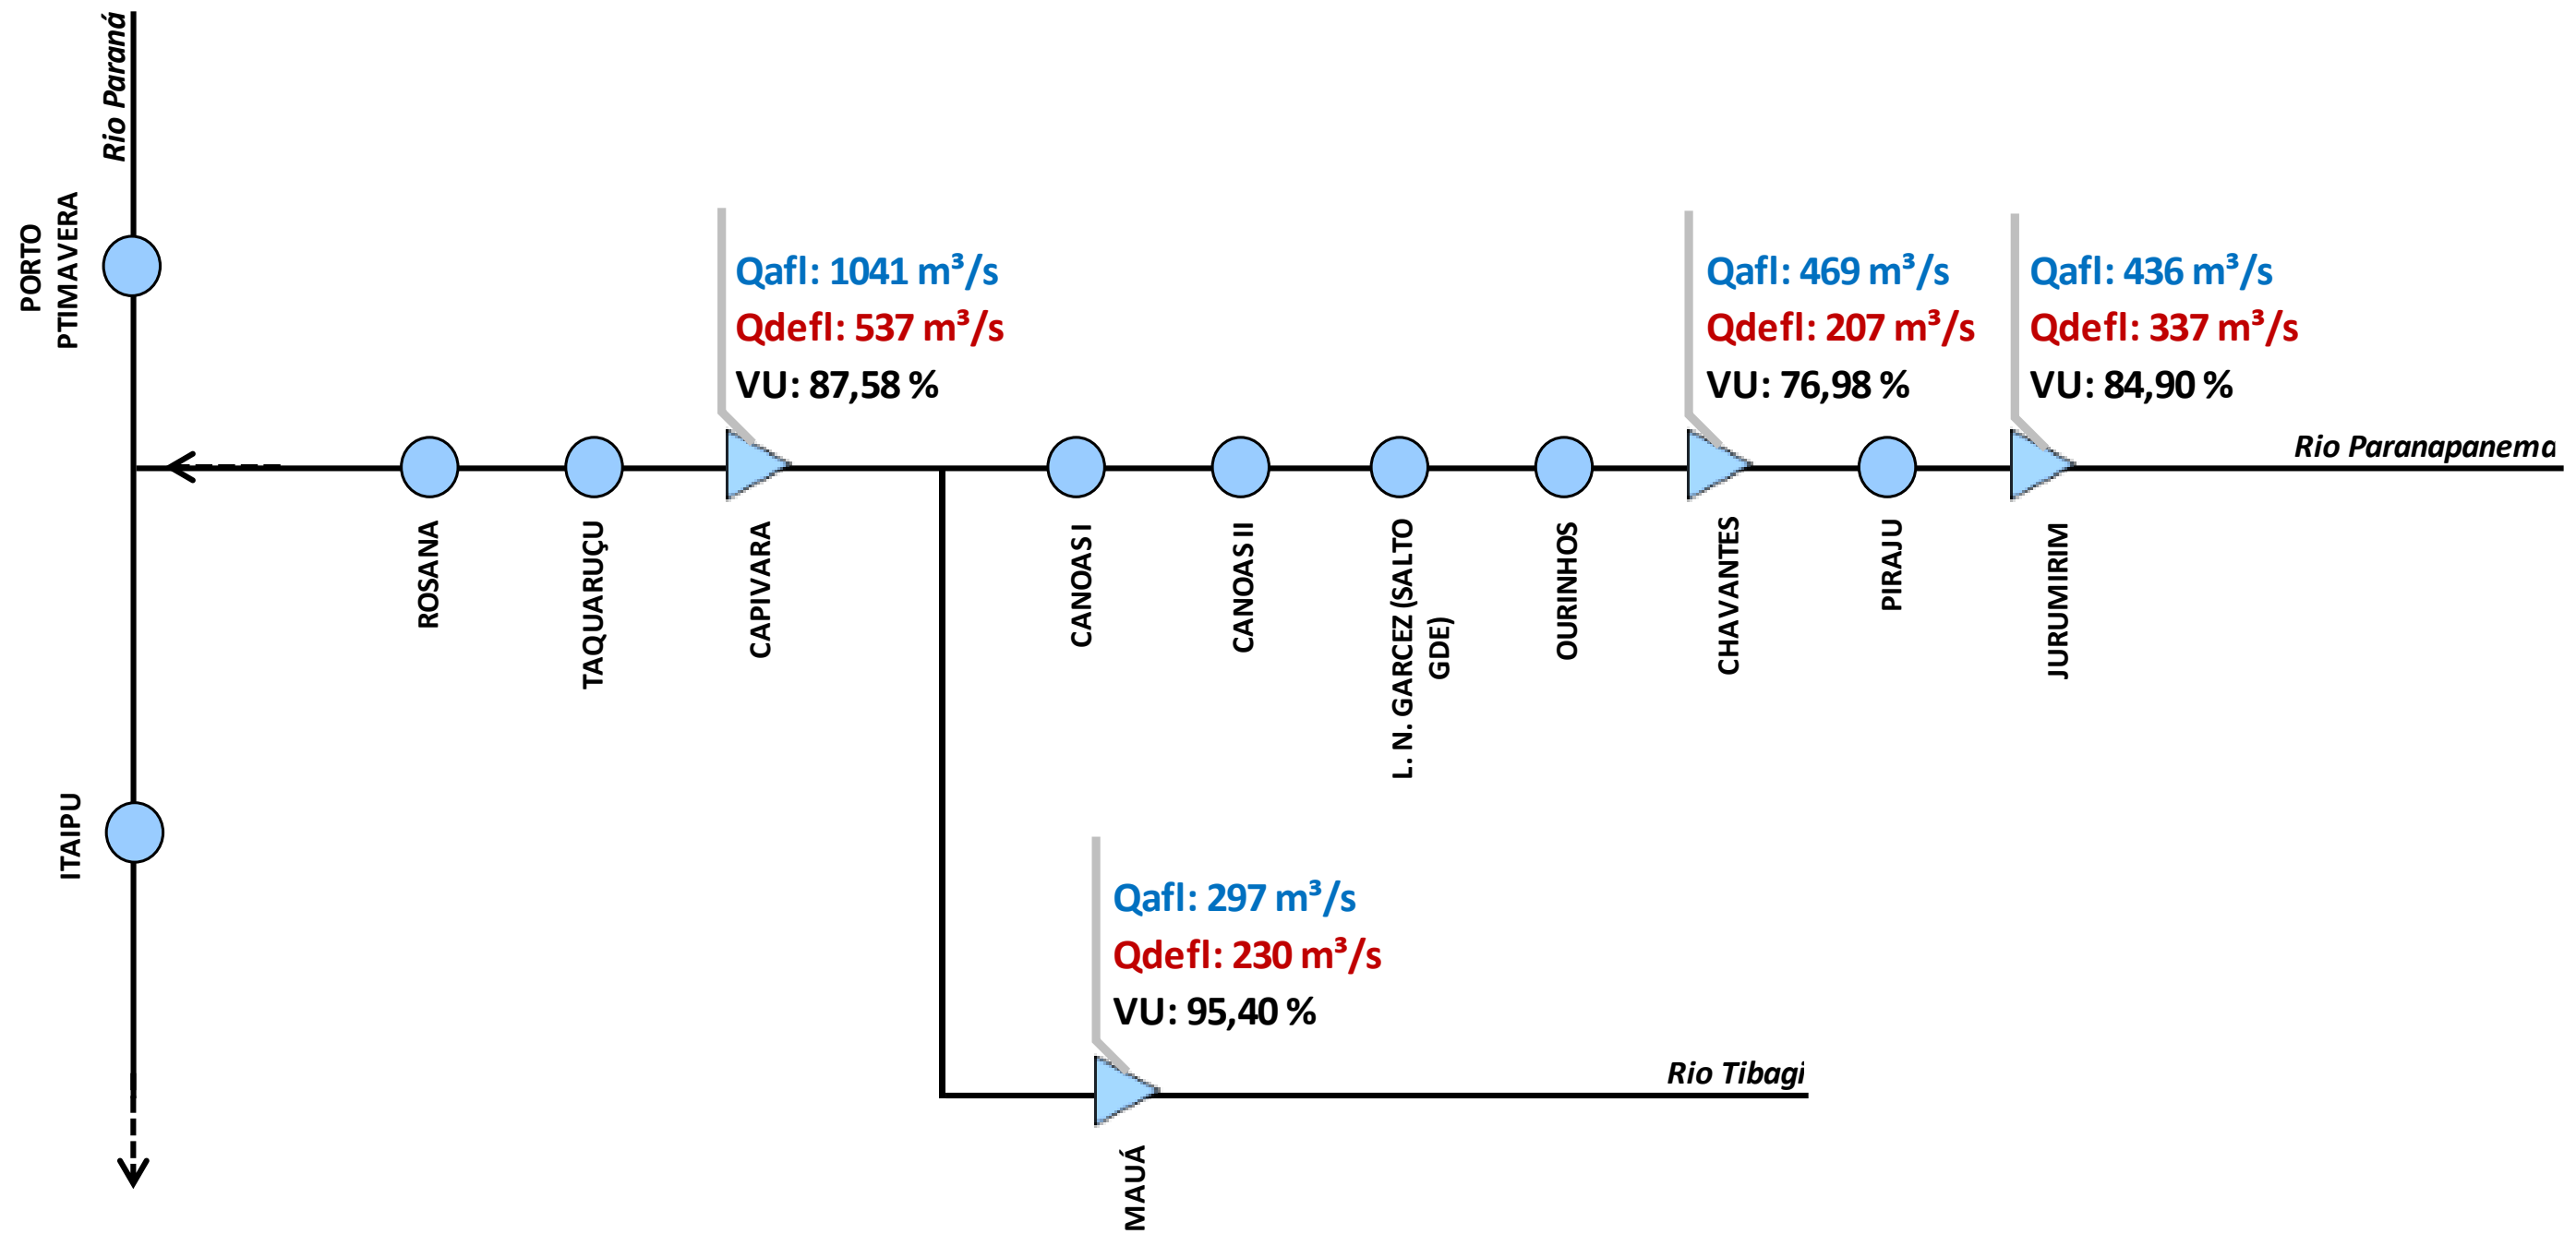 Rio Paraná
PORTO
PTIMAVERA
Qafl: 1041 m³/s
Qdefl: 537 m³/s
VU: 87,58 %
Qafl: 469 m³/s
Qdefl: 207 m³/s
VU: 76,98 %
Qafl: 436 m³/s
Qdefl: 337 m³/s
VU: 84,90 %
Rio Paranapanema
ROSANA
TAQUARUÇU
CAPIVARA
CANOAS I
CANOAS II
L. N. GARCEZ (SALTO
GDE)
OURINHOS
CHAVANTES
PIRAJU
JURUMIRIM
ITAIPU
Qafl: 297 m³/s
Qdefl: 230 m³/s
VU: 95,40 %
Rio Tibagi
MAUÁ